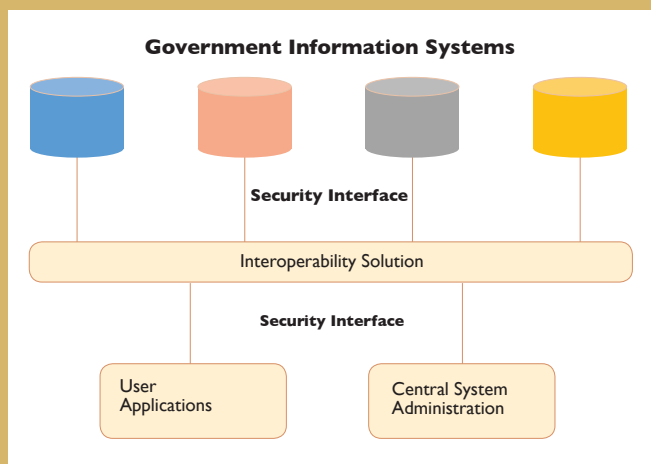 Government Information Systems
Security Interface
Interoperability Solution
Security Interface
User
Applications
Central System
Administration